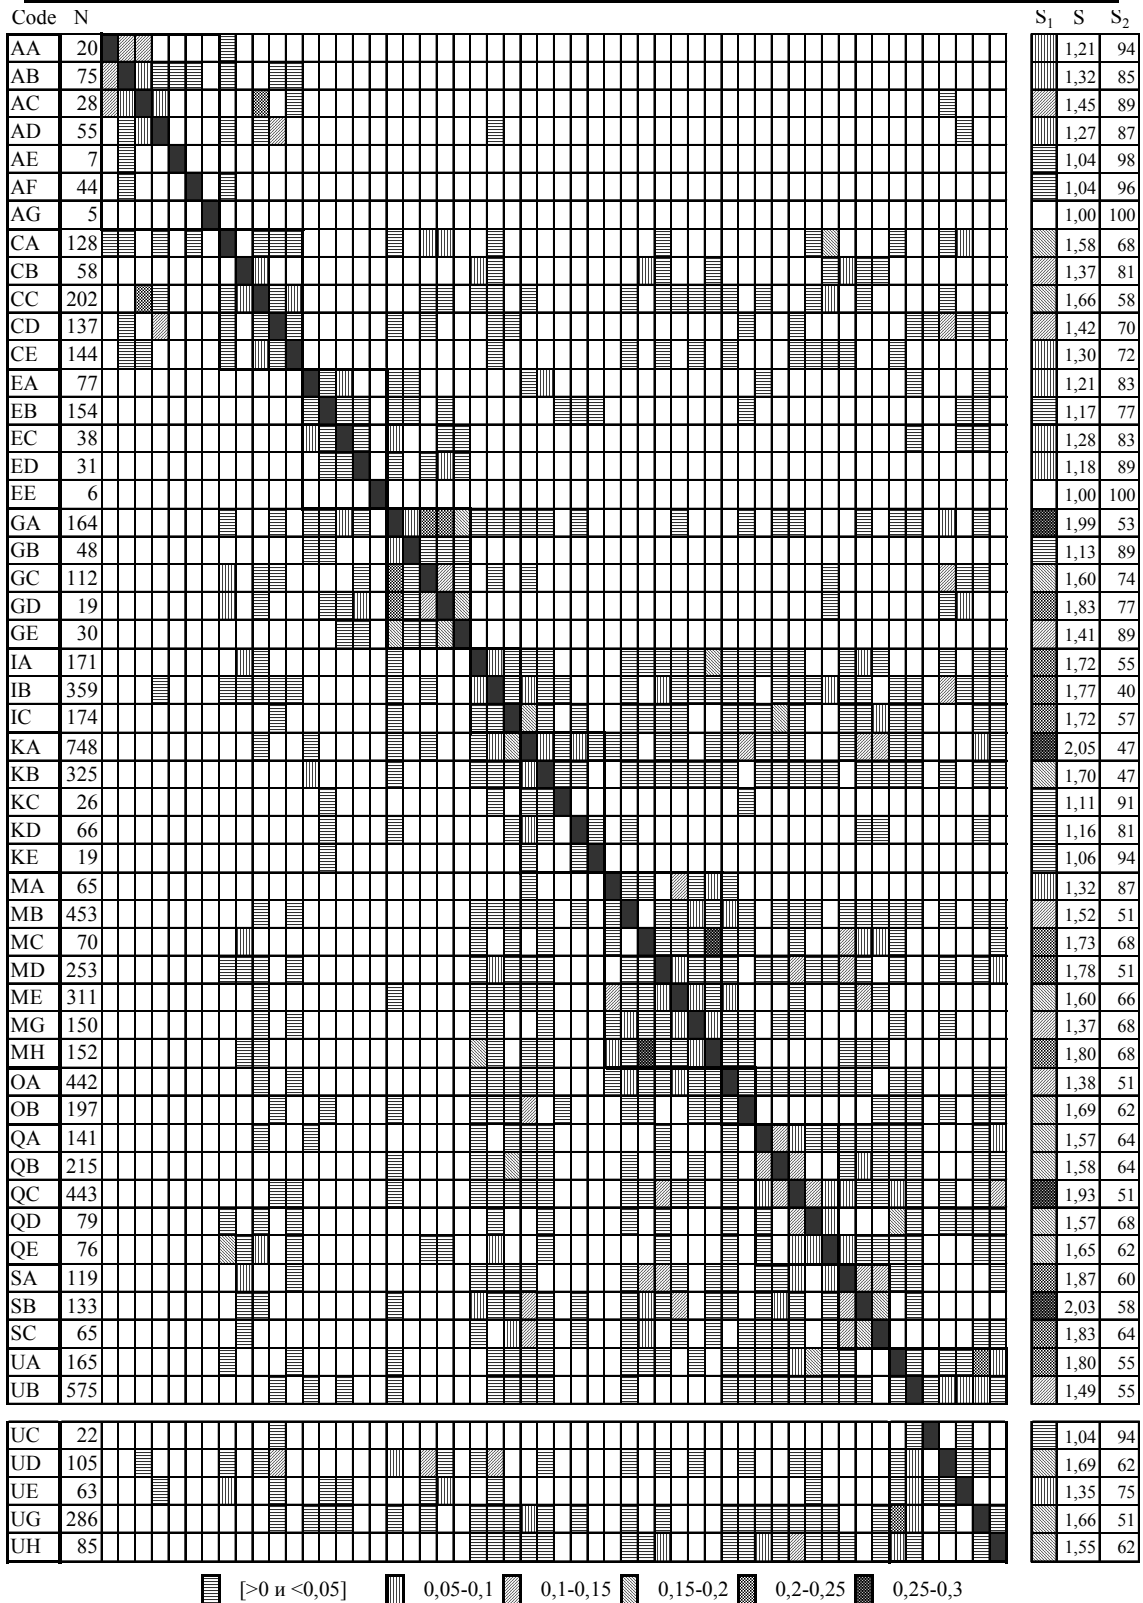 Code N S₁ S S₂
AA 20 1,21 94
AB 75 1,32 85
AC 28 1,45 89
AD 55 1,27 87
AE 7 1,04 98
AF 44 1,04 96
AG 5 1,00 100
CA 128 1,58 68
CB 58 1,37 81
CC 202 1,66 58
CD 137 1,42 70
CE 144 1,30 72
EA 77 1,21 83
EB 154 1,17 77
EC 38 1,28 83
ED 31 1,18 89
EE 6 1,00 100
GA 164 1,99 53
GB 48 1,13 89
GC 112 1,60 74
GD 19 1,83 77
GE 30 1,41 89
IA 171 1,72 55
IB 359 1,77 40
IC 174 1,72 57
KA 748 2,05 47
KB 325 1,70 47
KC 26 1,11 91
KD 66 1,16 81
KE 19 1,06 94
MA 65 1,32 87
MB 453 1,52 51
MC 70 1,73 68
MD 253 1,78 51
ME 311 1,60 66
MG 150 1,37 68
MH 152 1,80 68
OA 442 1,38 51
OB 197 1,69 62
QA 141 1,57 64
QB 215 1,58 64
QC 443 1,93 51
QD 79 1,57 68
QE 76 1,65 62
SA 119 1,87 60
SB 133 2,03 58
SC 65 1,83 64
UA 165 1,80 55
UB 575 1,49 55
UC 22 1,04 94
UD 105 1,69 62
UE 63 1,35 75
UG 286 1,66 51
UH 85 1,55 62
[>0 и <0,05] 0,05-0,1 0,1-0,15 0,15-0,2 0,2-0,25 0,25-0,3